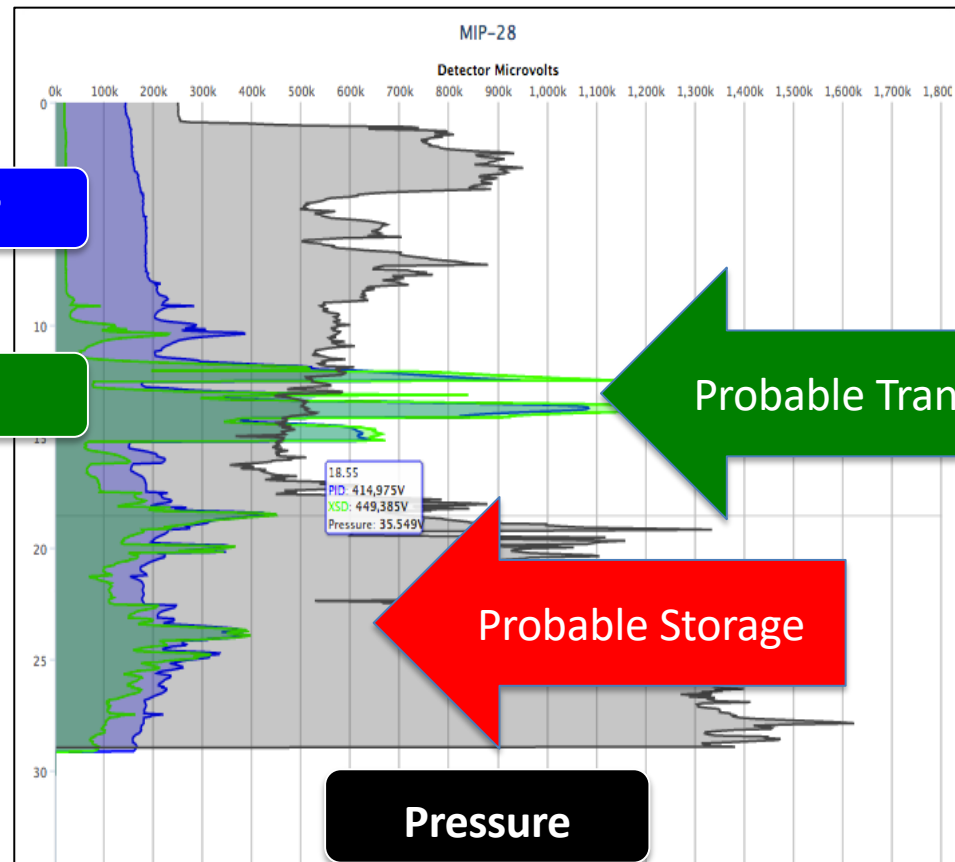 MIP-28
Detector Microvolts
0k 100k 200k 300k 400k 500k 600k 700k 800k 900k 1,000k 1,100k 1,200k 1,300k 1,400k 1,500k 1,600k 1,700k 1,800
0
10
Probable Tran
15
18.55
PID: 414,975V
XSD: 449,385V
Pressure: 35.549V
20
Probable Storage
25
30
Pressure